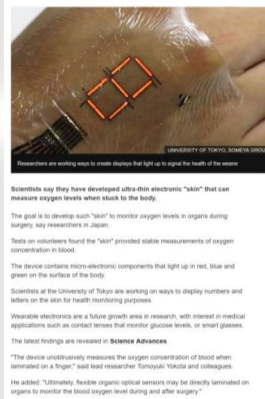 UNIVERSITY OF TOKYO, SOMEYA GROU
Researchers are working ways to create displays that light up to signal the health of the wearer
Scientists say they have developed ultra-thin electronic "skin" that can
measure oxygen levels when stuck to the body.
The goal is to develop such "skin" to monitor oxygen levels in organs during
surgery, say researchers in Japan.
Tests on volunteers found the "skin" provided stable measurements of oxygen
concentration in blood.
The device contains micro-electronic components that light up in red, blue and
green on the surface of the body.
Scientists at the University of Tokyo are working on ways to display numbers and
letters on the skin for health monitoring purposes.
Wearable electronics are a future growth area in research, with interest in medical
applications such as contact lenses that monitor glucose levels, or smart glasses.
The latest findings are revealed in Science Advances.
"The device unobtrusively measures the oxygen concentration of blood when
laminated on a finger," said lead researcher Tomoyuki Yokota and colleagues.
He added: "Ultimately, flexible organic optical sensors may be directly laminated on
organs to monitor the blood oxygen level during and after surgery."